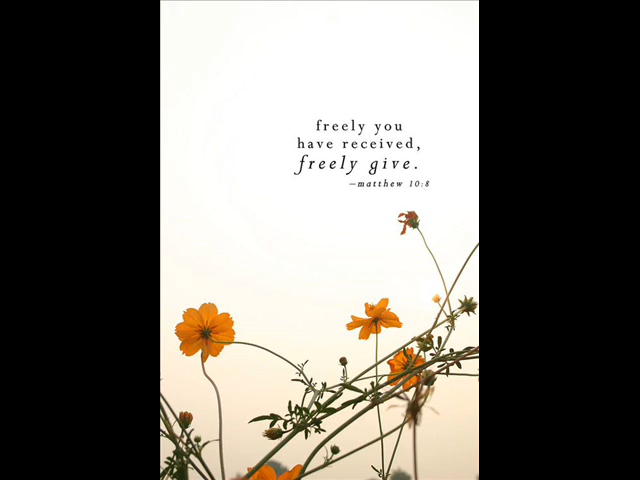 freely you
have received,
freely give.
—matthew 10:8